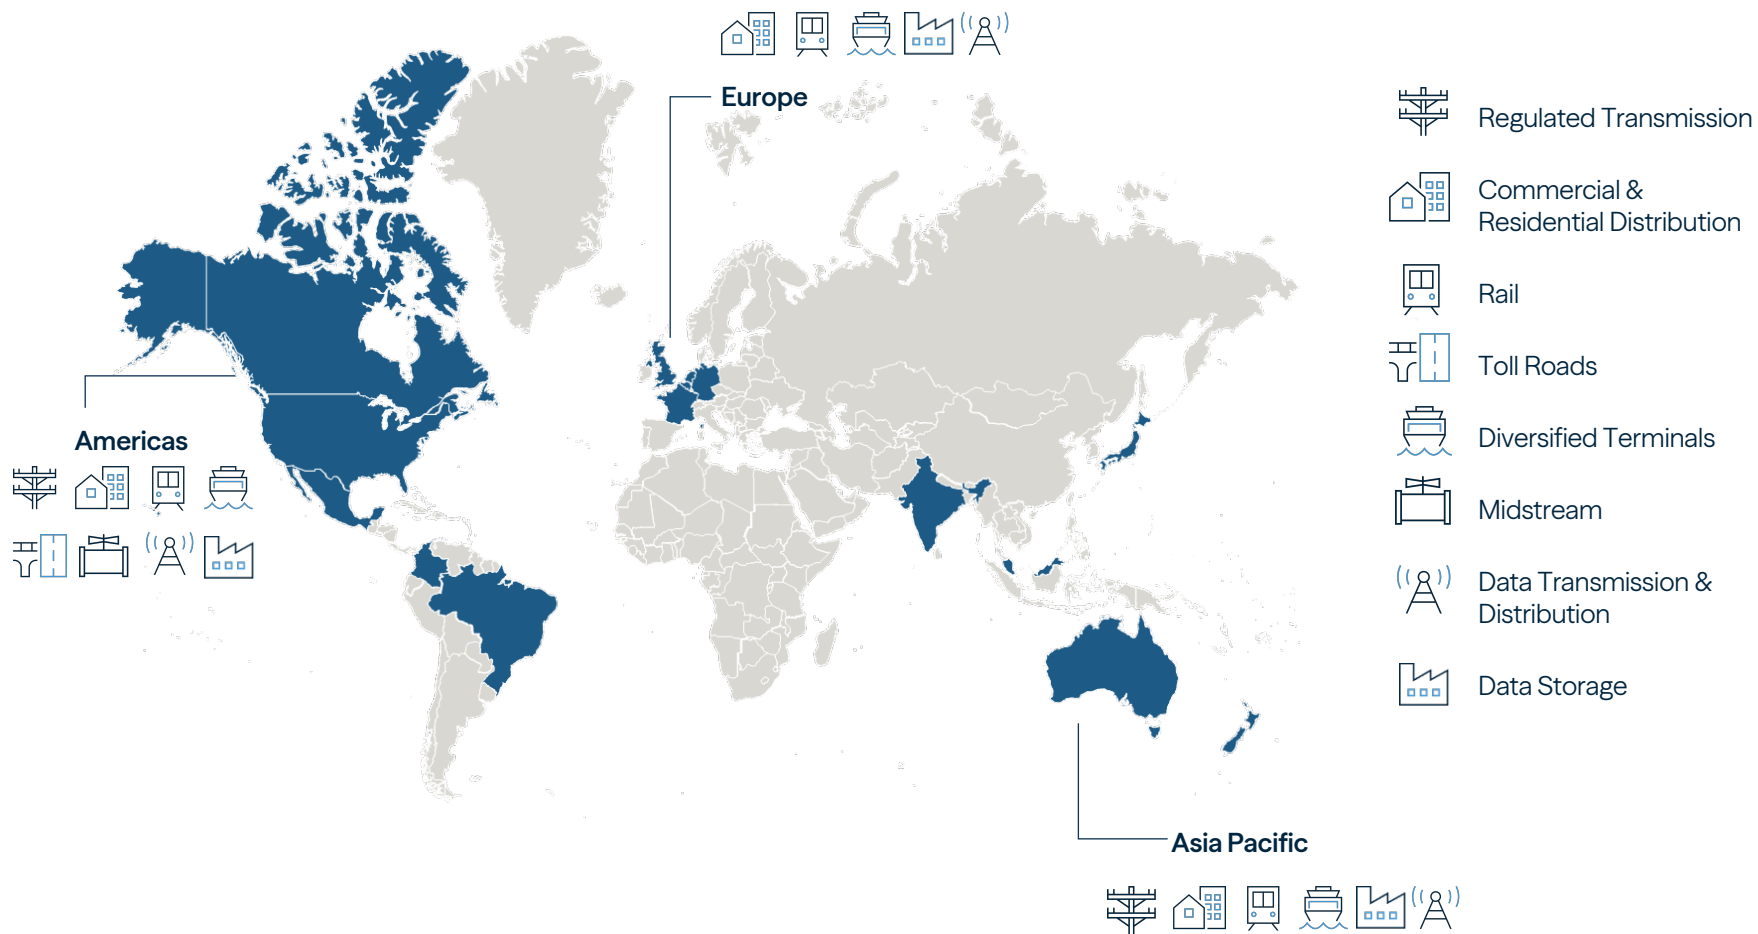 Europe
Americas
Asia Pacific
Regulated Transmission
Commercial &
Residential Distribution
Rail
Toll Roads
Diversified Terminals
Midstream
Data Transmission &
Distribution
Data Storage